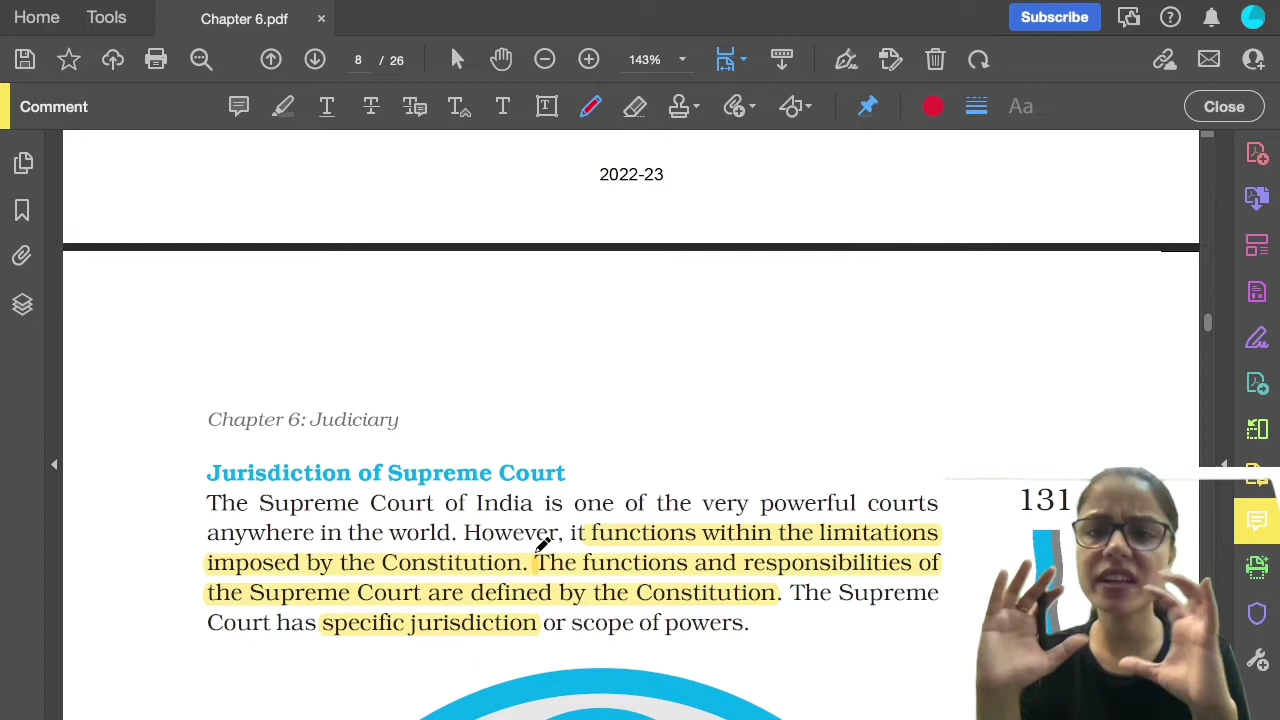 Home Tools Chapter 6.pdf × Subscribe
8 / 26 143%
Comment Aa Close
2022-23
Chapter 6: Judiciary
Jurisdiction of Supreme Court
The Supreme Court of India is one of the very powerful courts
anywhere in the world. However, it functions within the limitations
imposed by the Constitution. The functions and responsibilities of
the Supreme Court are defined by the Constitution. The Supreme
Court has specific jurisdiction or scope of powers.
131